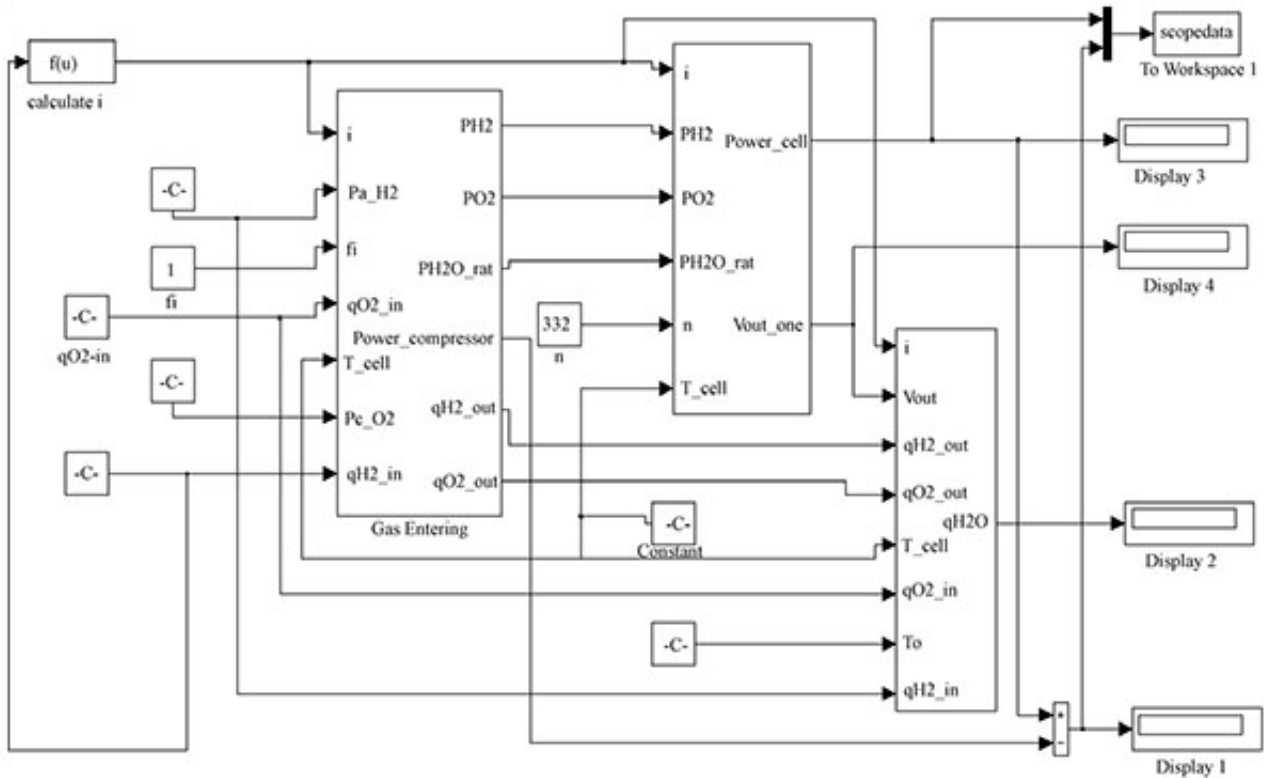 f(u)
calculate i
-C-
1
fi
-C-
qO2-in
-C-
-C-
i
Pa_H2
fi
qO2_in
T_cell
Pc_O2
qH2_in
PH2
PO2
PH2O_rat
Power_compressor
qH2_out
qO2_out
Gas Entering
332
n
-C-
Constant
-C-
i
PH2
PO2
PH2O_rat
n
T_cell
Power_cell
Vout_one
i
Vout
qH2_out
qO2_out
T_cell
qO2_in
To
qH2_in
qH2O
+
−
scopedata
To Workspace 1
Display 3
Display 4
Display 2
Display 1